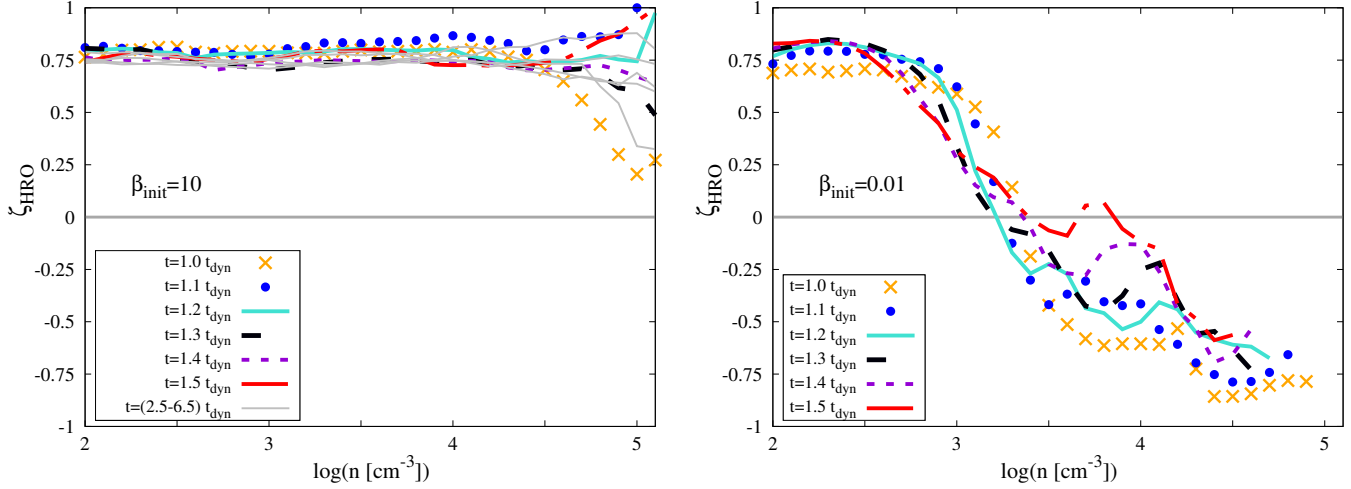 1
0.75
0.5
0.25
0
-0.25
-0.5
-0.75
-1
ζHRO
βinit=10
t=1.0 tdyn
t=1.1 tdyn
t=1.2 tdyn
t=1.3 tdyn
t=1.4 tdyn
t=1.5 tdyn
t=(2.5-6.5) tdyn
2 3 4 5
log(n [cm-3])
1
0.75
0.5
0.25
0
-0.25
-0.5
-0.75
-1
ζHRO
βinit=0.01
t=1.0 tdyn
t=1.1 tdyn
t=1.2 tdyn
t=1.3 tdyn
t=1.4 tdyn
t=1.5 tdyn
2 3 4 5
log(n [cm-3])